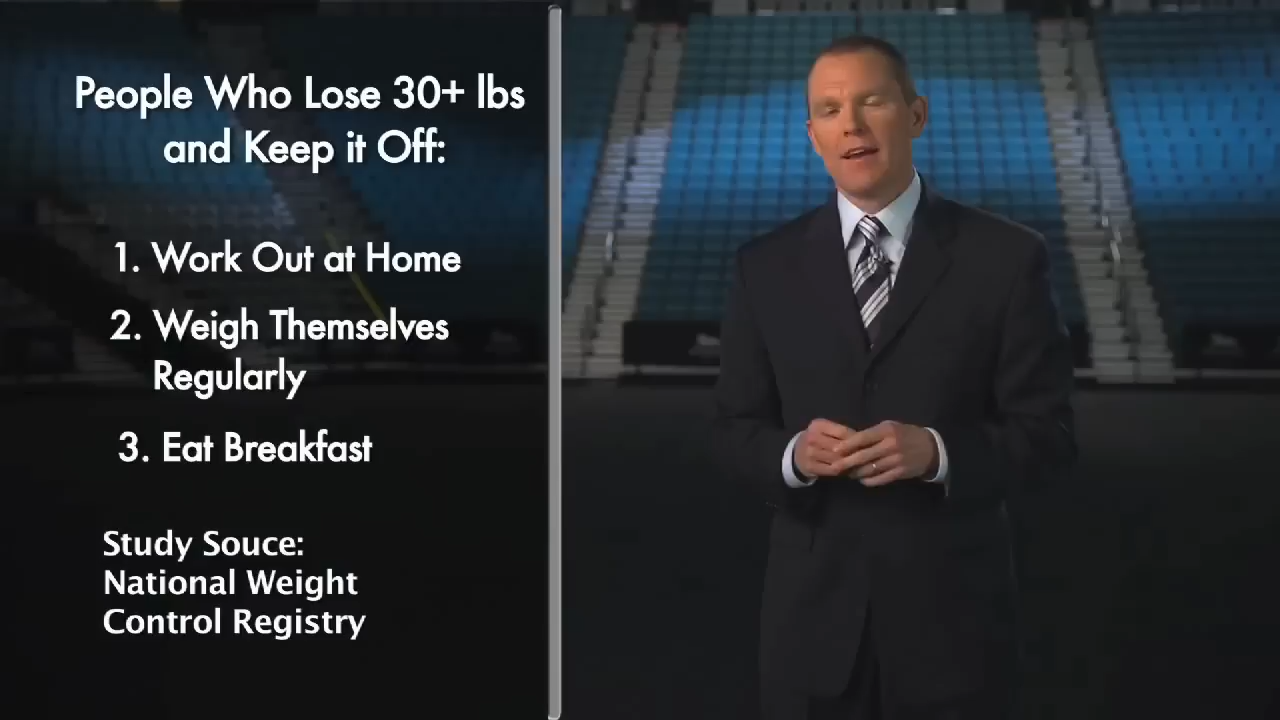 People Who Lose 30+ lbs
and Keep it Off:
1. Work Out at Home
2. Weigh Themselves
Regularly
3. Eat Breakfast
Study Souce:
National Weight
Control Registry